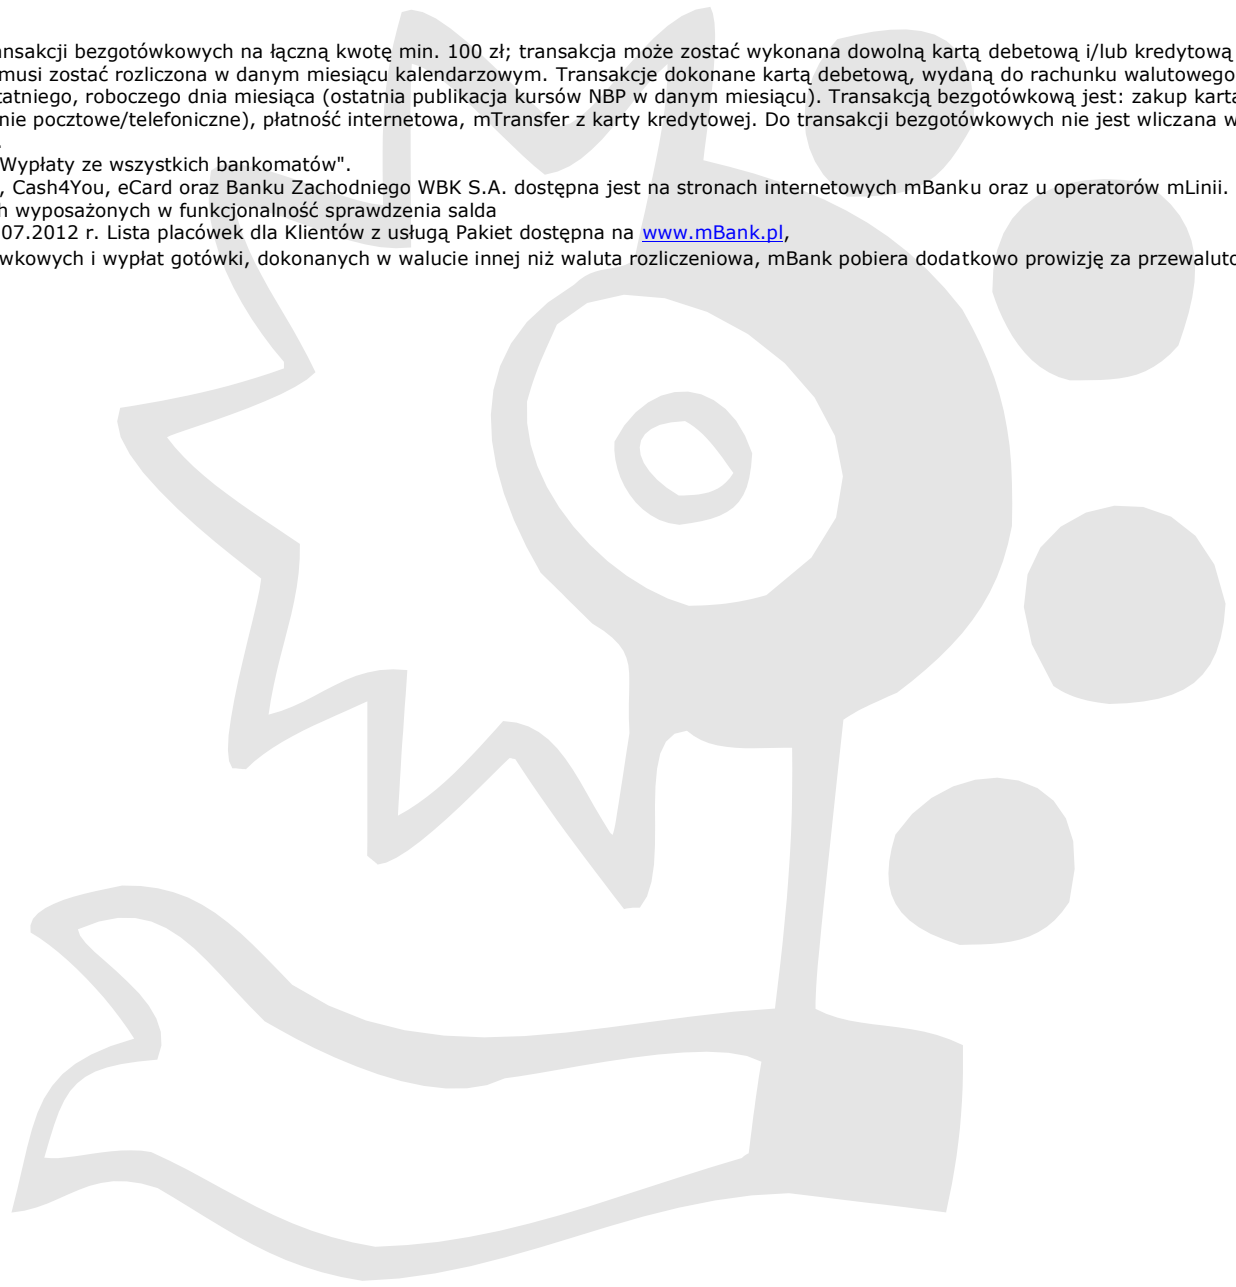 nsakcji bezgotówkowych na łączną kwotę min. 100 zł; transakcja może zostać wykonana dowolną kartą debetową i/lub kredytową
musi zostać rozliczona w danym miesiącu kalendarzowym. Transakcje dokonane kartą debetową, wydaną do rachunku walutowego
tatniego, roboczego dnia miesiąca (ostatnia publikacja kursów NBP w danym miesiącu). Transakcją bezgotówkową jest: zakup kartą
nie pocztowe/telefoniczne), płatność internetowa, mTransfer z karty kredytowej. Do transakcji bezgotówkowych nie jest wliczana w
.
Wypłaty ze wszystkich bankomatów".
, Cash4You, eCard oraz Banku Zachodniego WBK S.A. dostępna jest na stronach internetowych mBanku oraz u operatorów mLinii.
h wyposażonych w funkcjonalność sprawdzenia salda
07.2012 r. Lista placówek dla Klientów z usługą Pakiet dostępna na www.mBank.pl,
wkowych i wypłat gotówki, dokonanych w walucie innej niż waluta rozliczeniowa, mBank pobiera dodatkowo prowizję za przewaluto